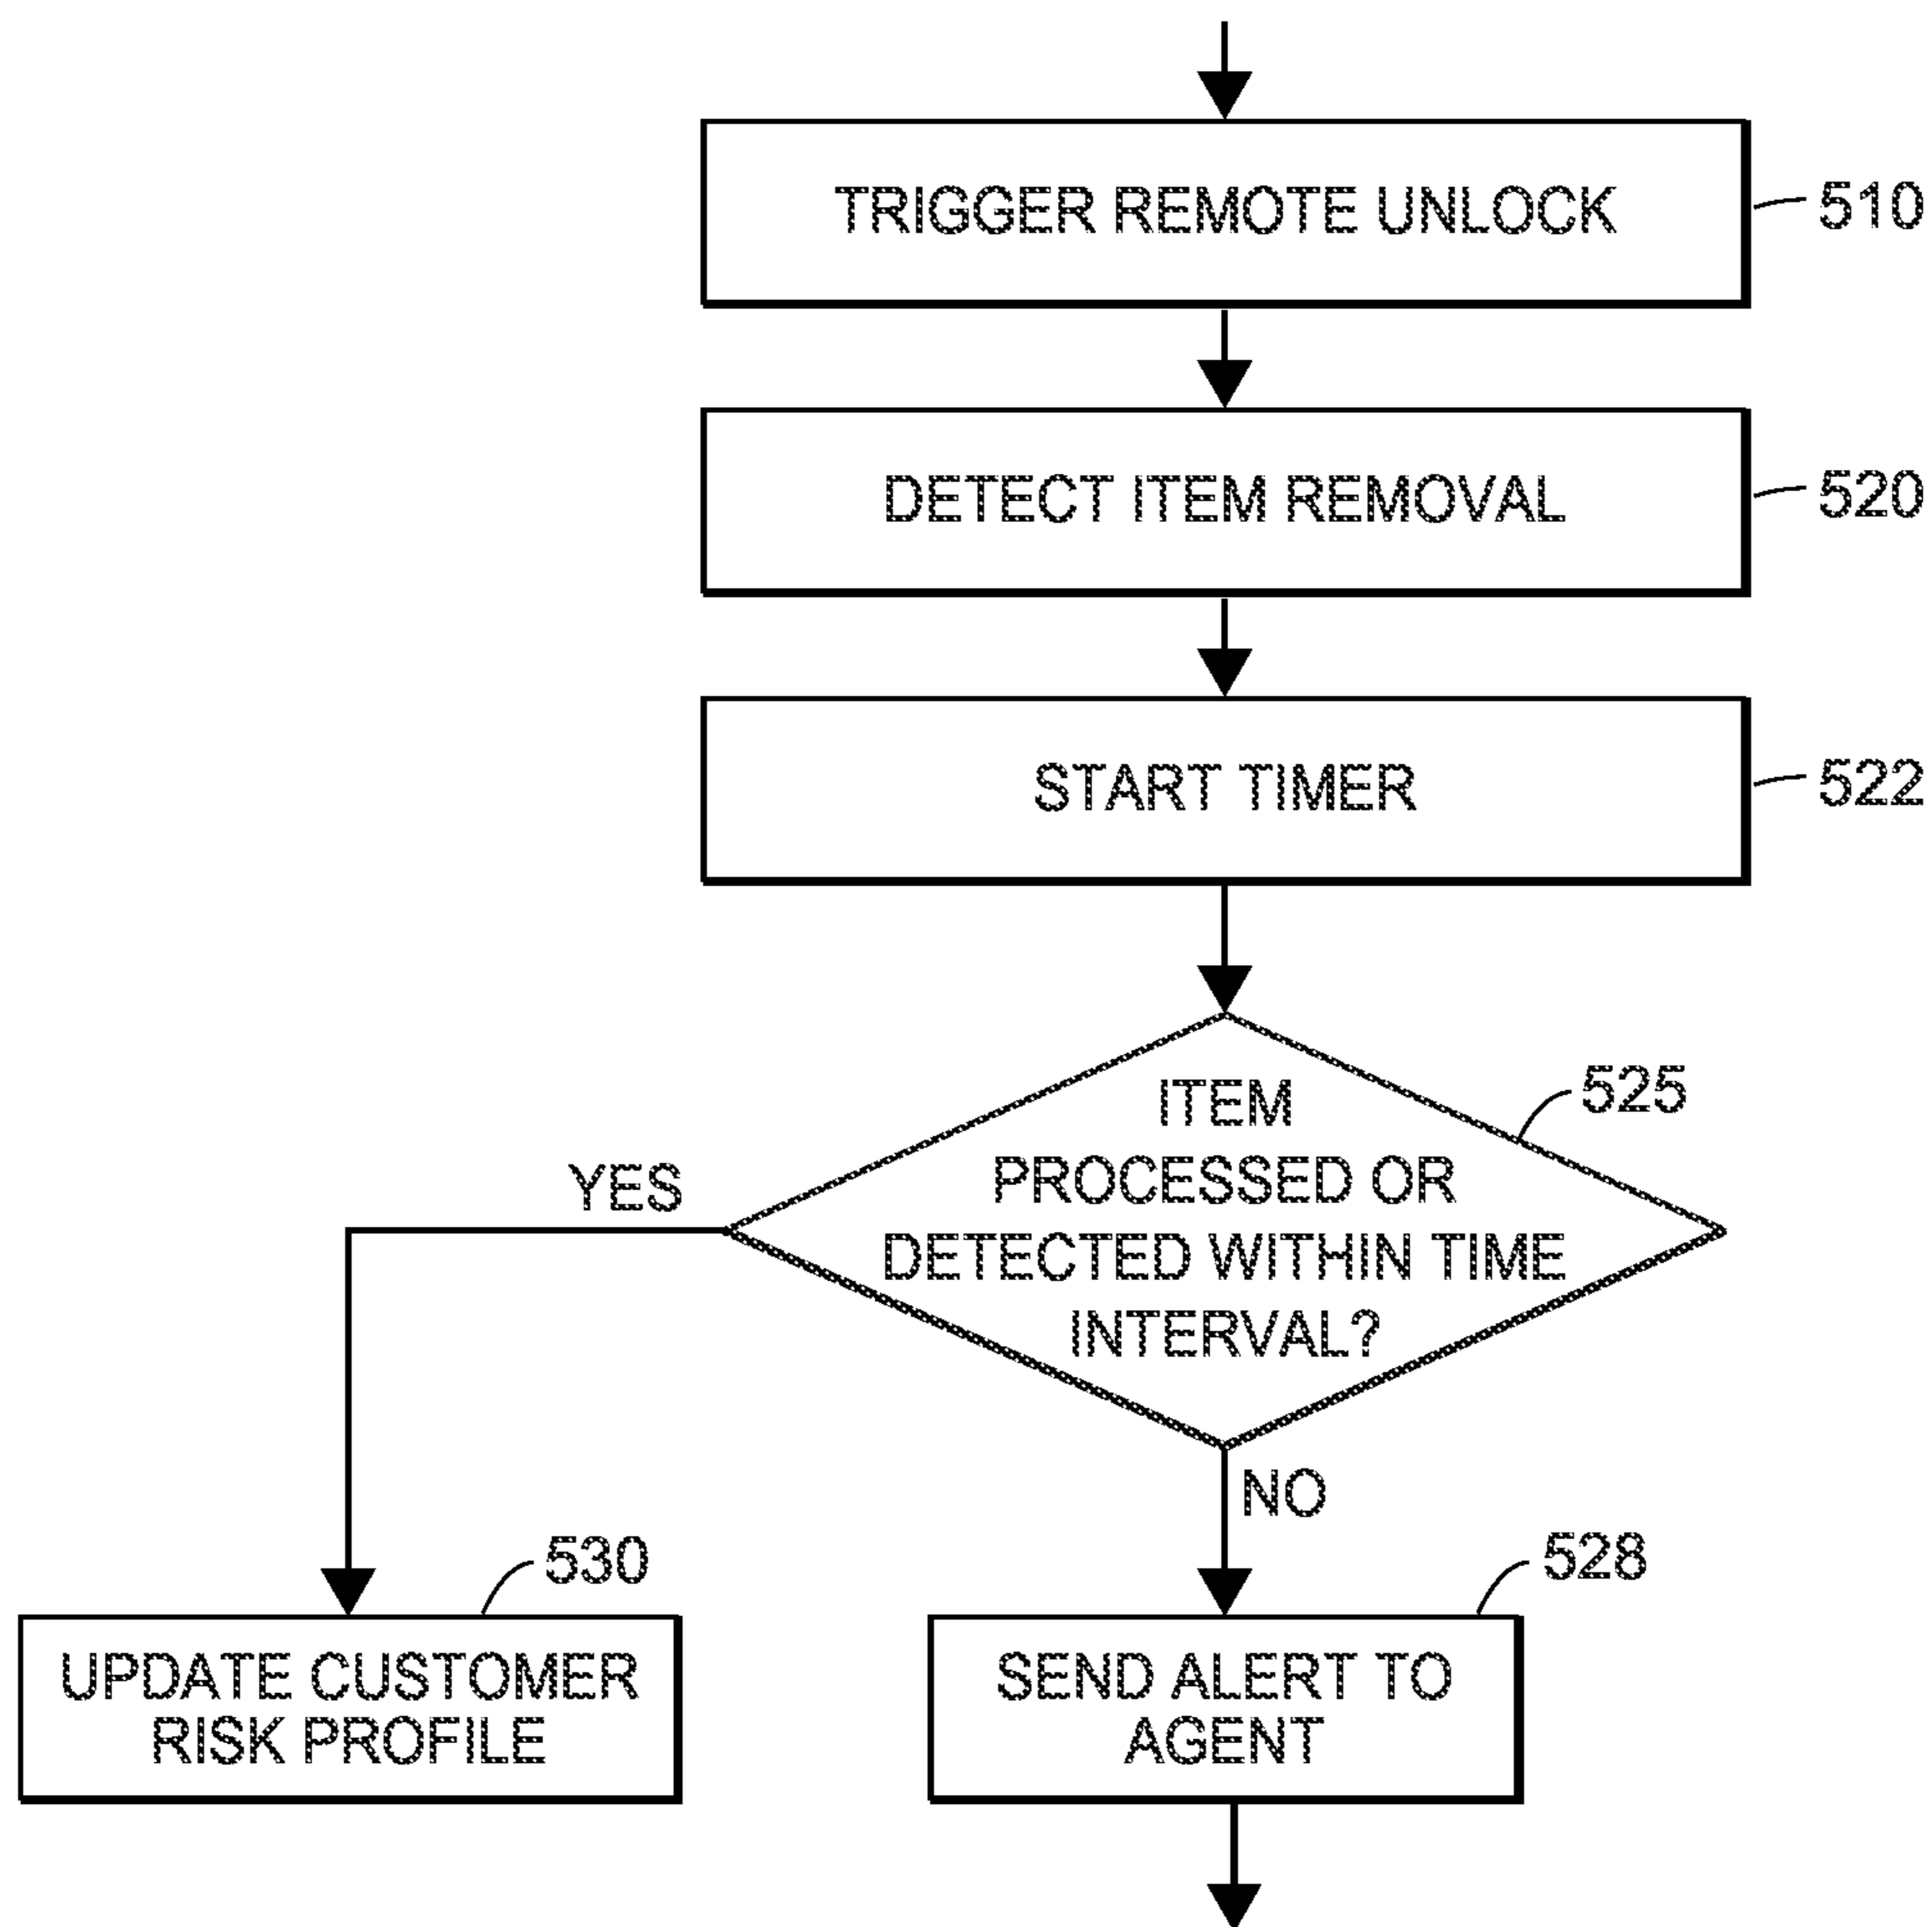 TRIGGER REMOTE UNLOCK
510
DETECT ITEM REMOVAL
520
START TIMER
522
ITEM
PROCESSED OR
DETECTED WITHIN TIME
INTERVAL?
525
YES
NO
530
UPDATE CUSTOMER
RISK PROFILE
528
SEND ALERT TO
AGENT